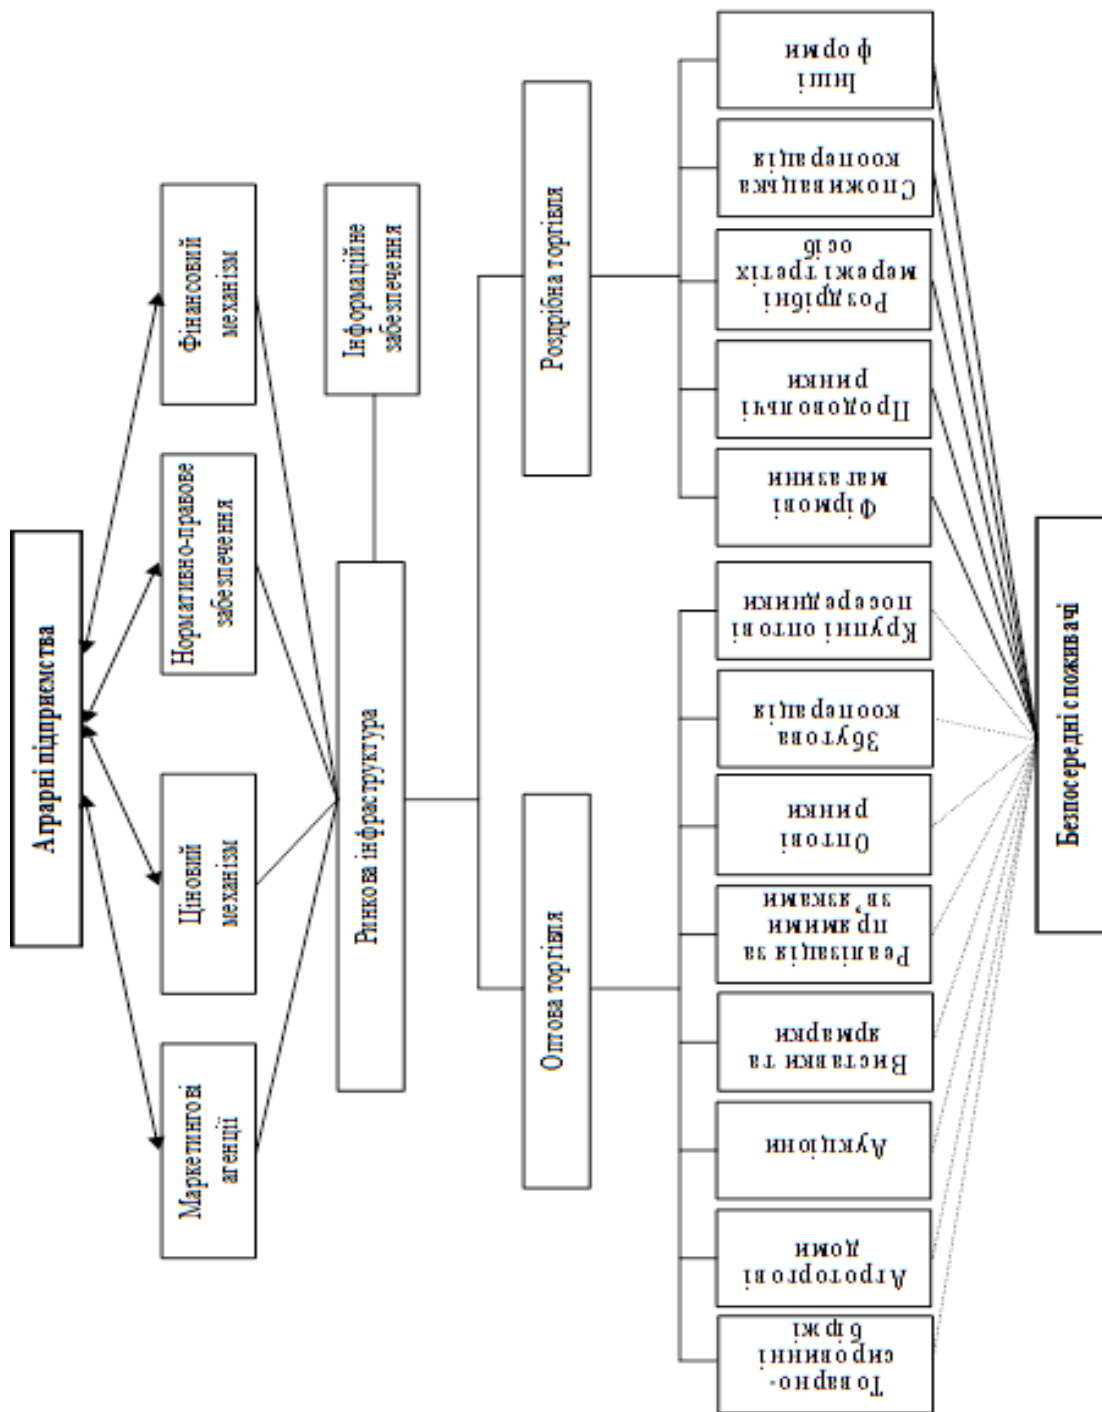 Аграрні підприємства
Маркетингові
агенції
Ціновий
механізм
Нормативно-правове
забезпечення
Фінансовий
механізм
Ринкова інфраструктура
Інформаційне
забезпечення
Оптова торгівля
Роздрібна торгівля
Товарно-
сировинні
біржі
Агроторгові
доми
Аукціони
Виставки та
ярмарки
Реалізація за
прямими
зв’язками
Оптові
ринки
Збутова
кооперація
Крупні оптові
посередники
Фірмові
магазини
Продовольчі
ринки
Роздрібні
мережі третіх
осіб
Споживацька
кооперація
Інші
форми
Безпосередні споживачі